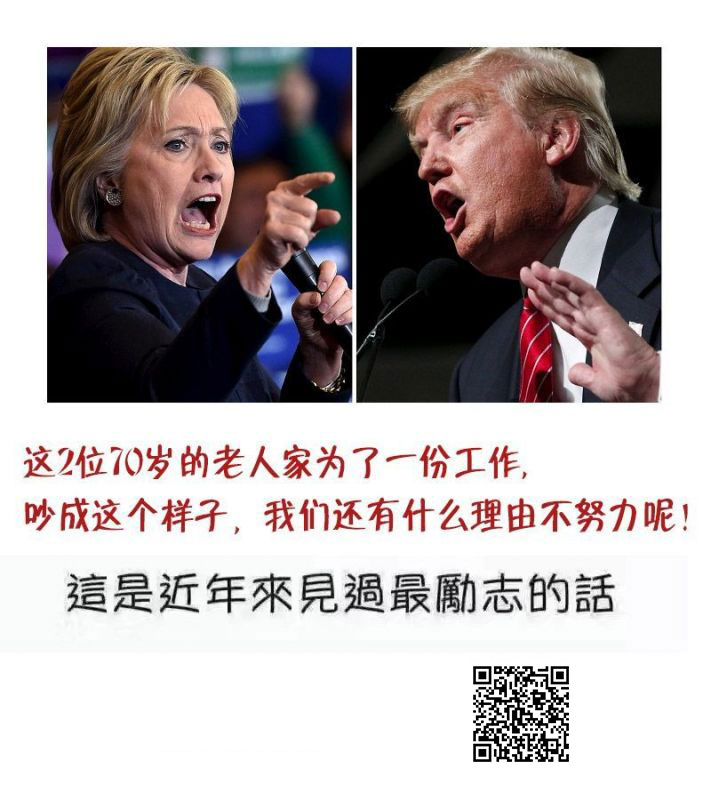 这2位70岁的老人家为了一份工作,
吵成这个样子，我们还有什么理由不努力呢！
這是近年來見過最勵志的話